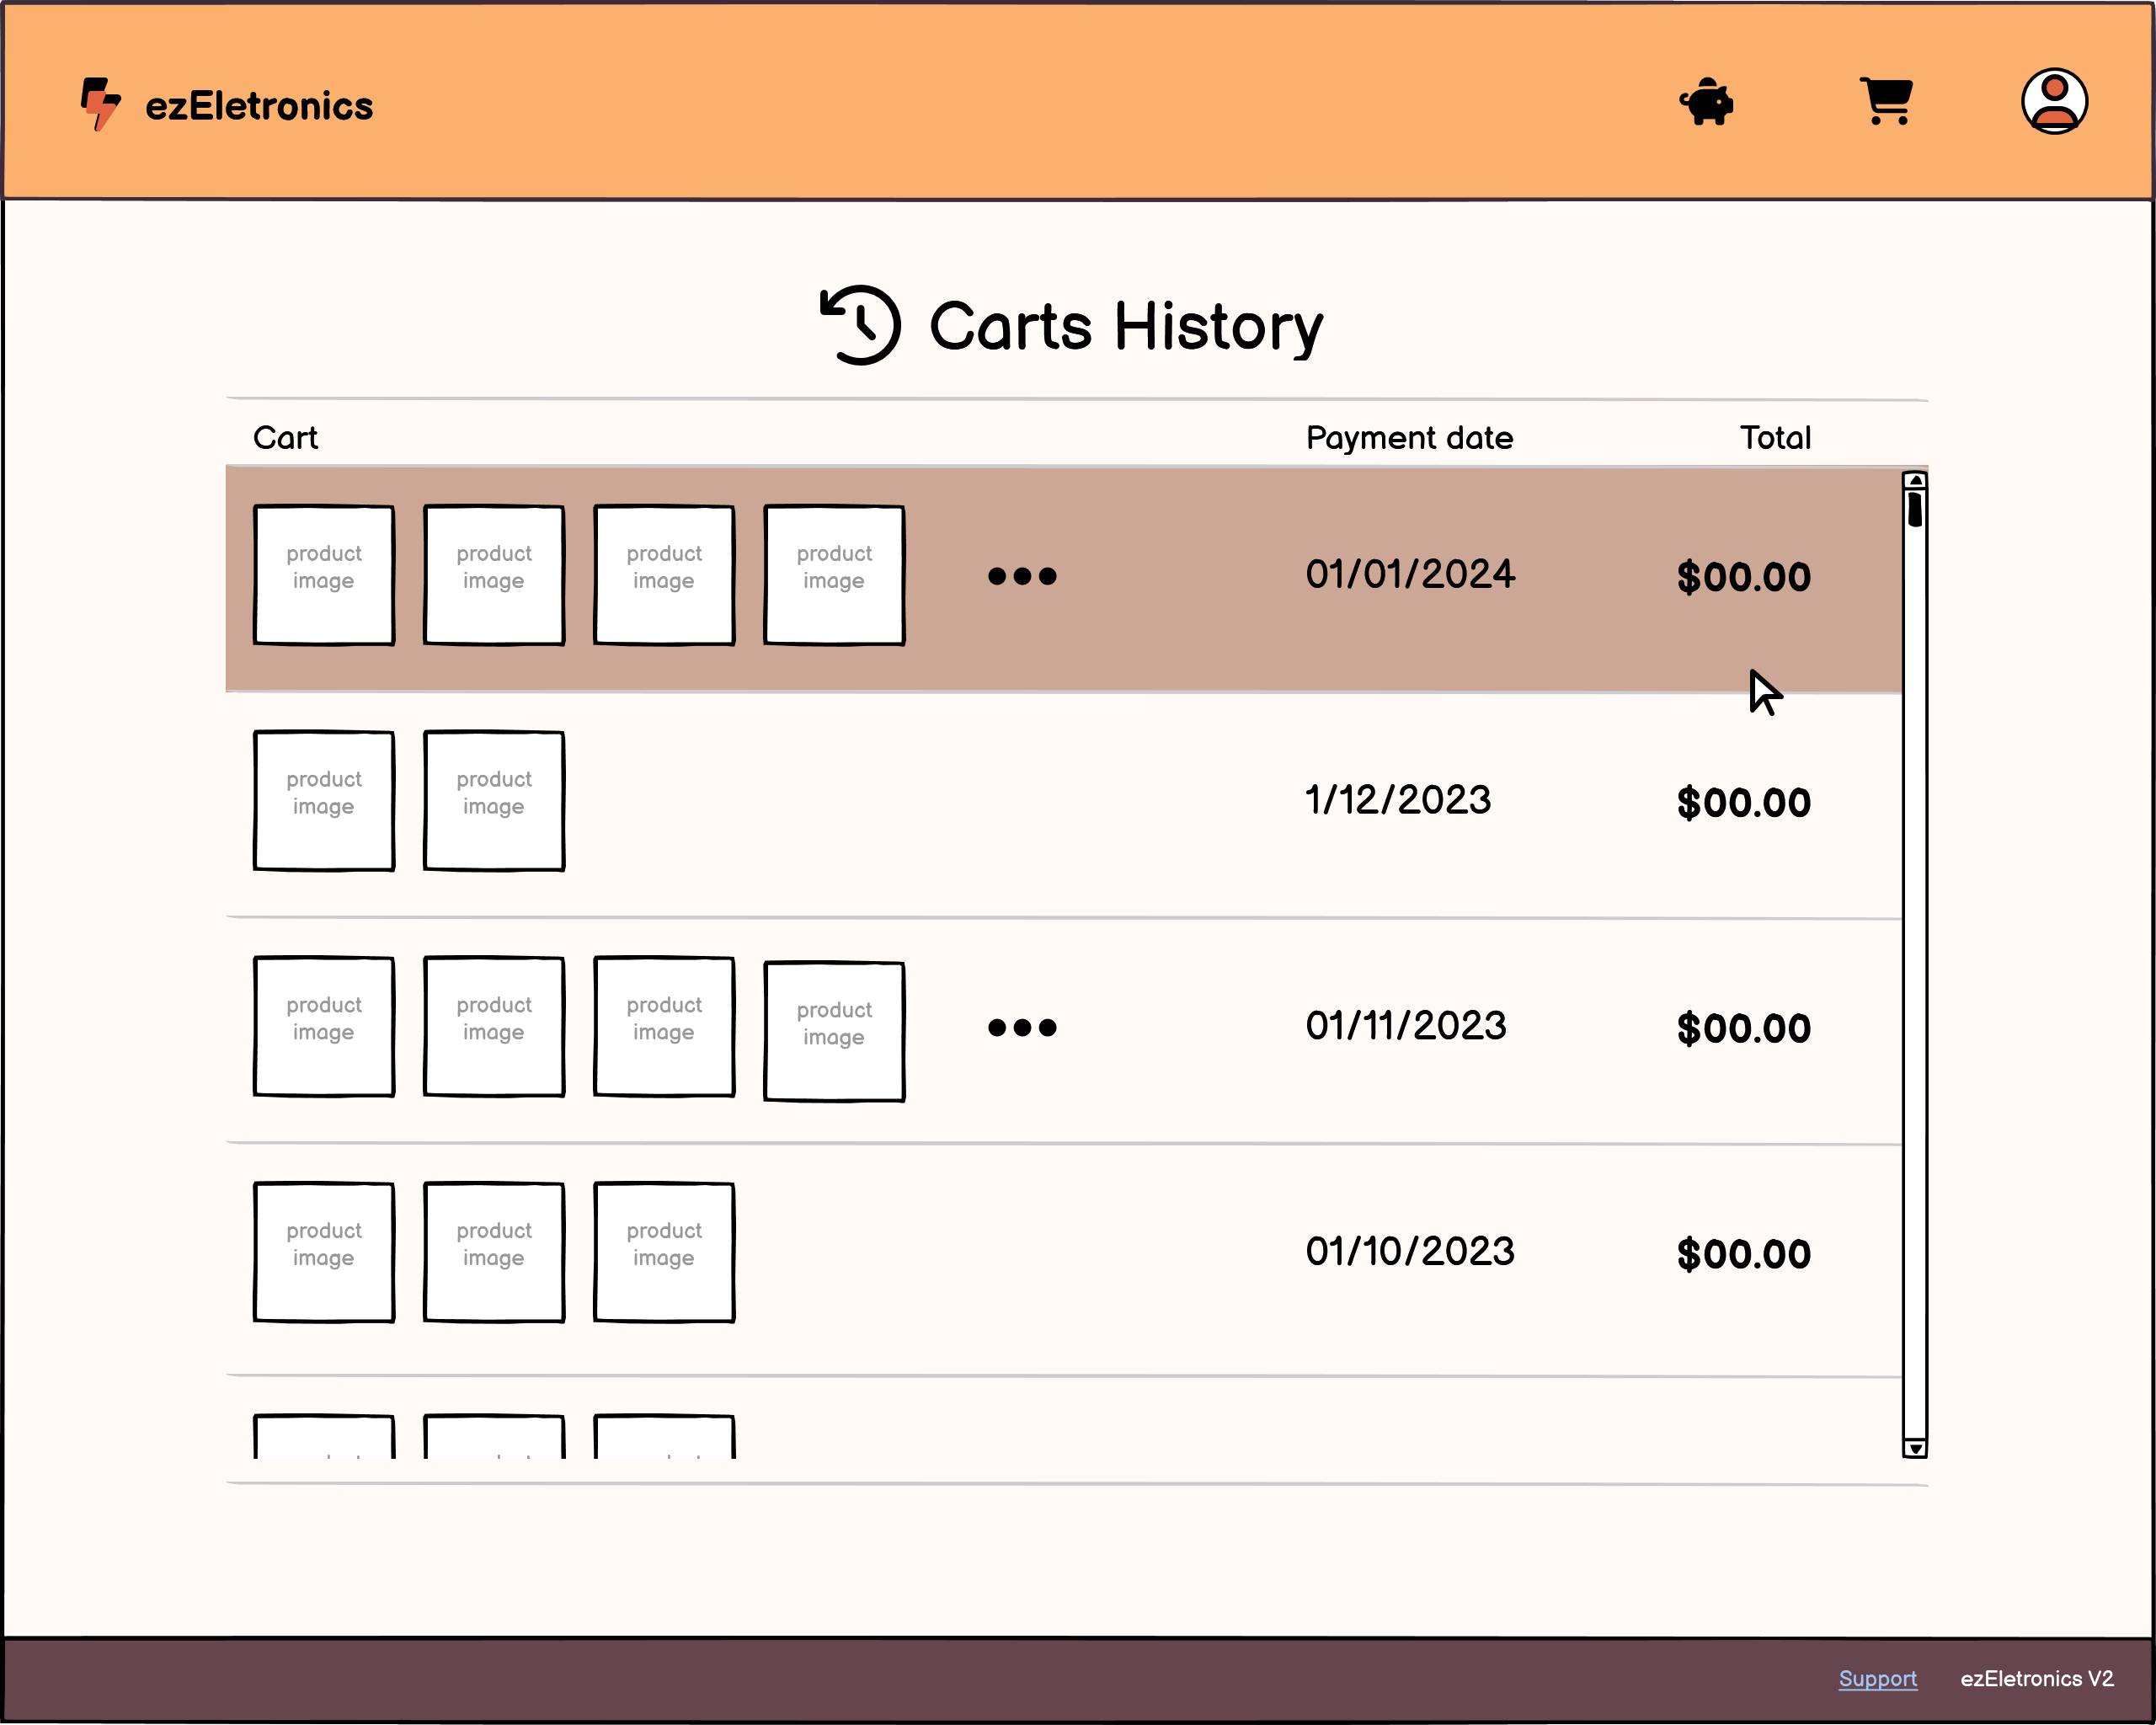 ezEletronics
Carts History
Cart Payment date Total
product product product product
image image image image
01/01/2024 $00.00
product product
image image
1/12/2023 $00.00
product product product product
image image image image
01/11/2023 $00.00
product product product
image image image
01/10/2023 $00.00
Support ezEletronics V2